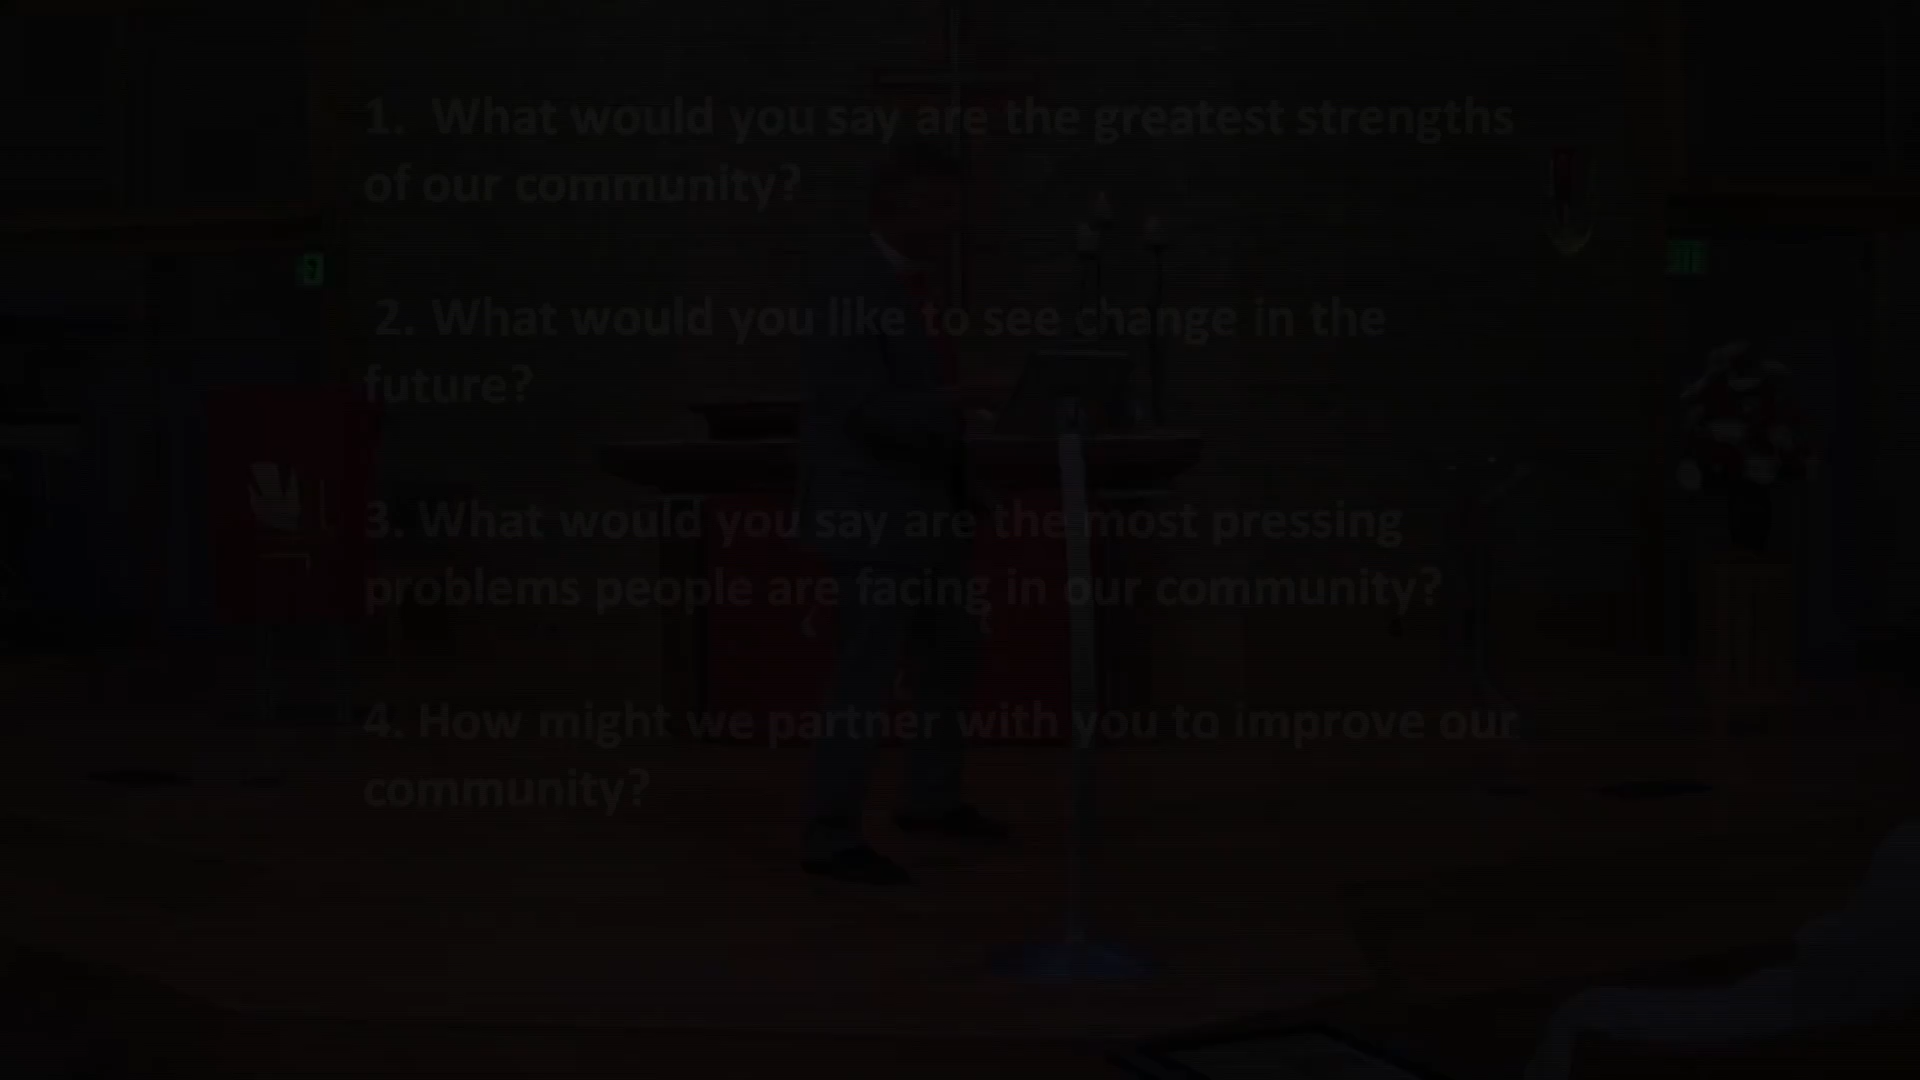 1. What would you say are the greatest strengths
of our community?
2. What would you like to see change in the
future?
3. What would you say are the most pressing
problems people are facing in our community?
4. How might we partner with you to improve our
community?